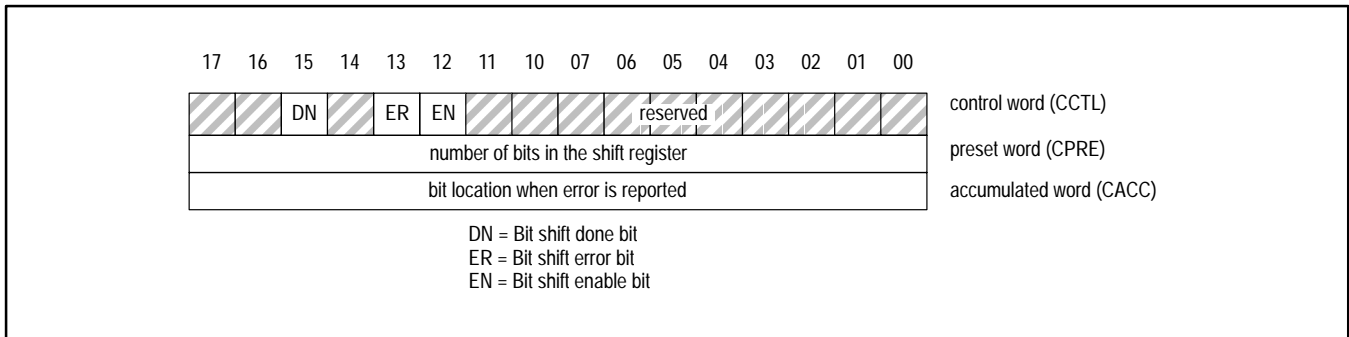 17 16 15 14 13 12 11 10 07 06 05 04 03 02 01 00
DN ER EN reserved control word (CCTL)
number of bits in the shift register preset word (CPRE)
bit location when error is reported accumulated word (CACC)
DN = Bit shift done bit
ER = Bit shift error bit
EN = Bit shift enable bit